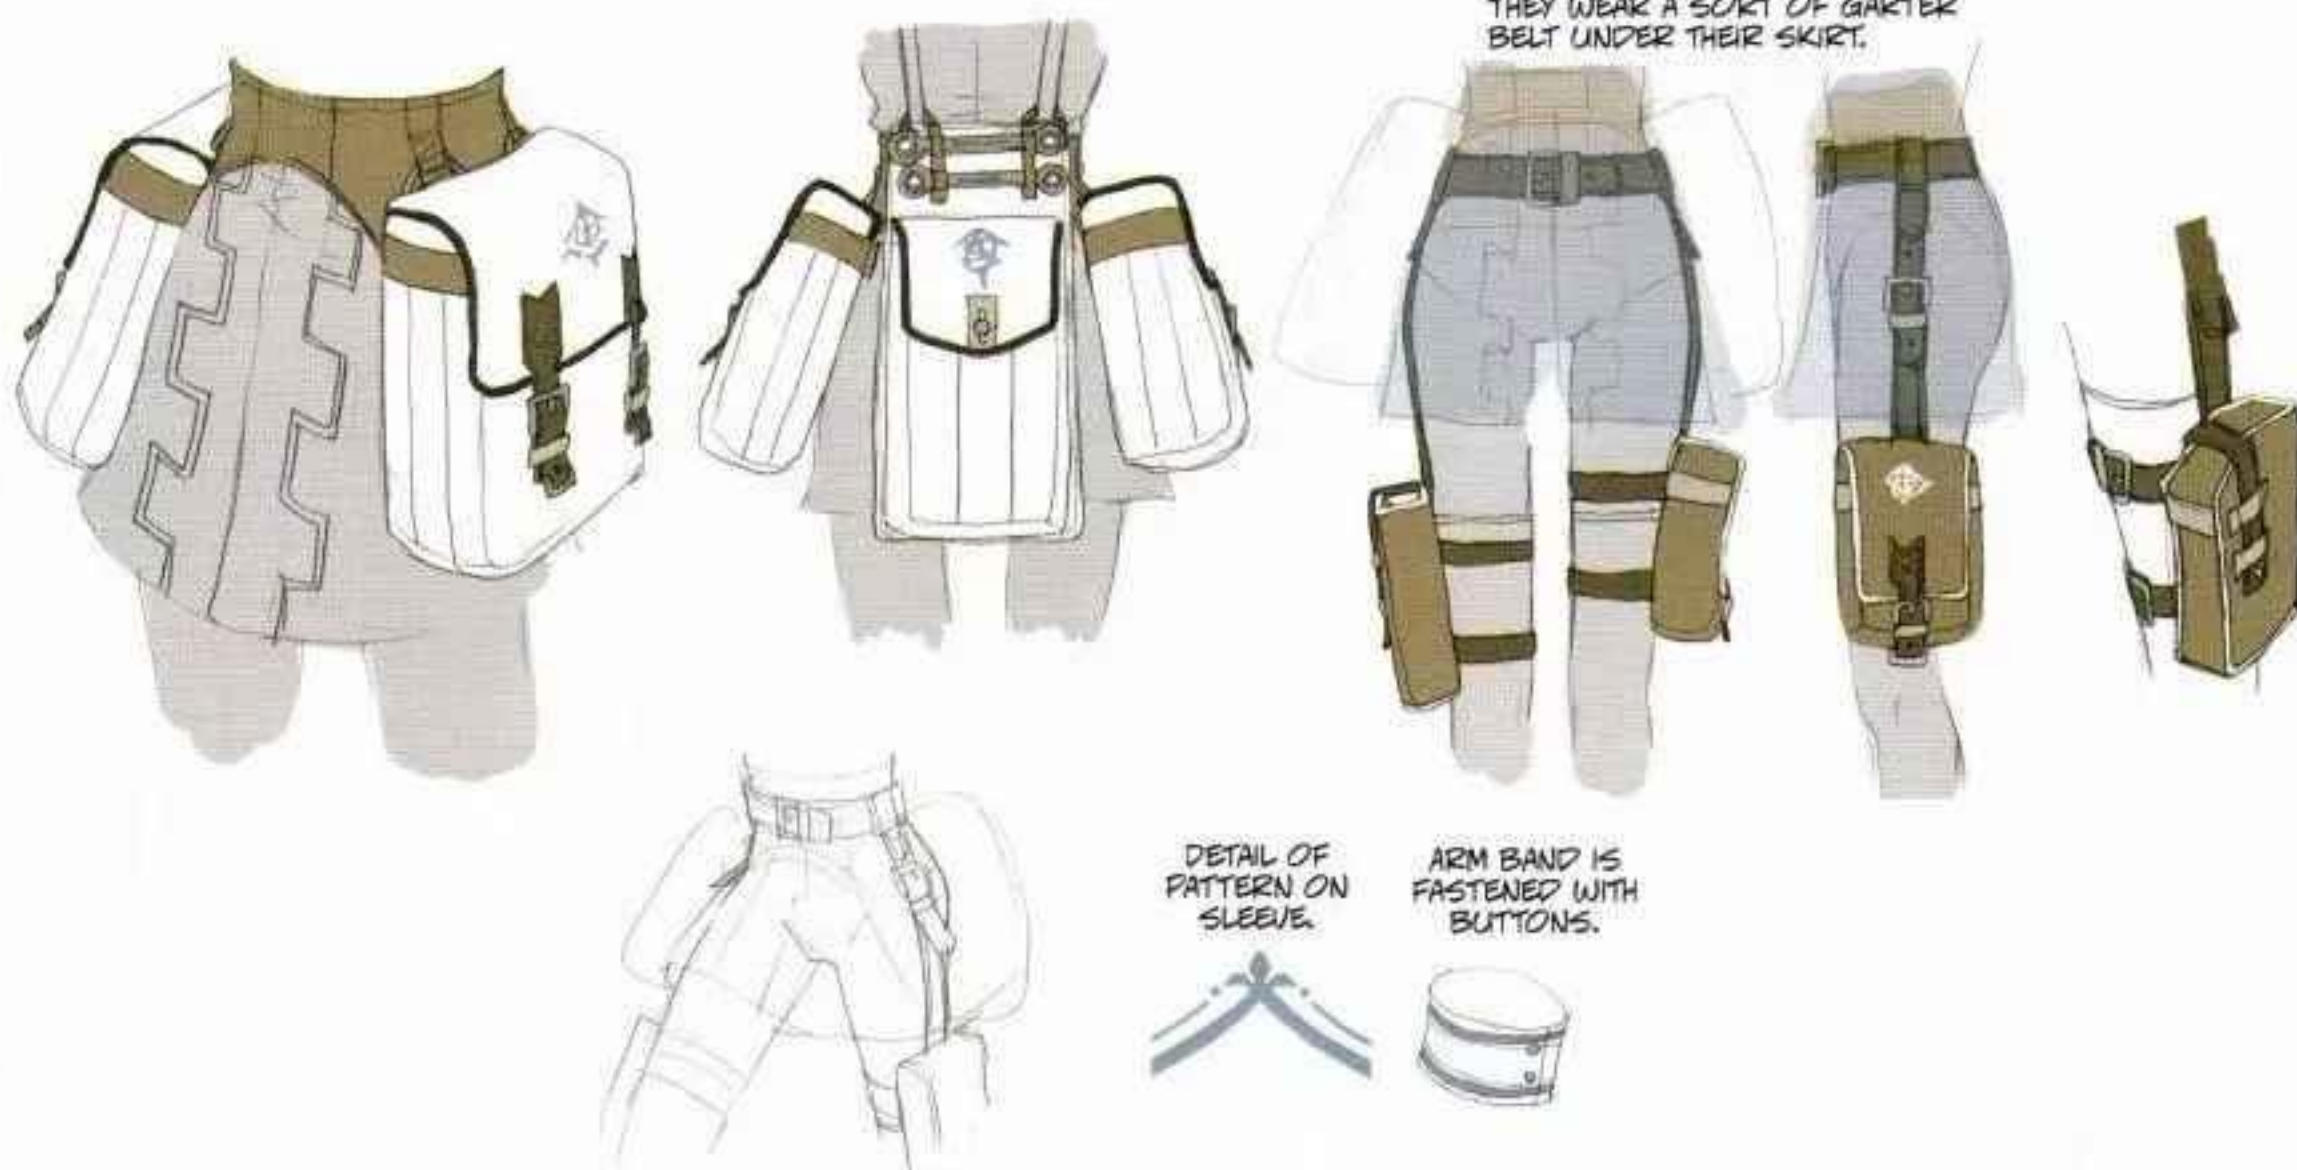 THEY WEAR A SORT OF GARTER
BELT UNDER THEIR SKIRT.
DETAIL OF
PATTERN ON
SLEEVE.
ARM BAND IS
FASTENED WITH
BUTTONS.